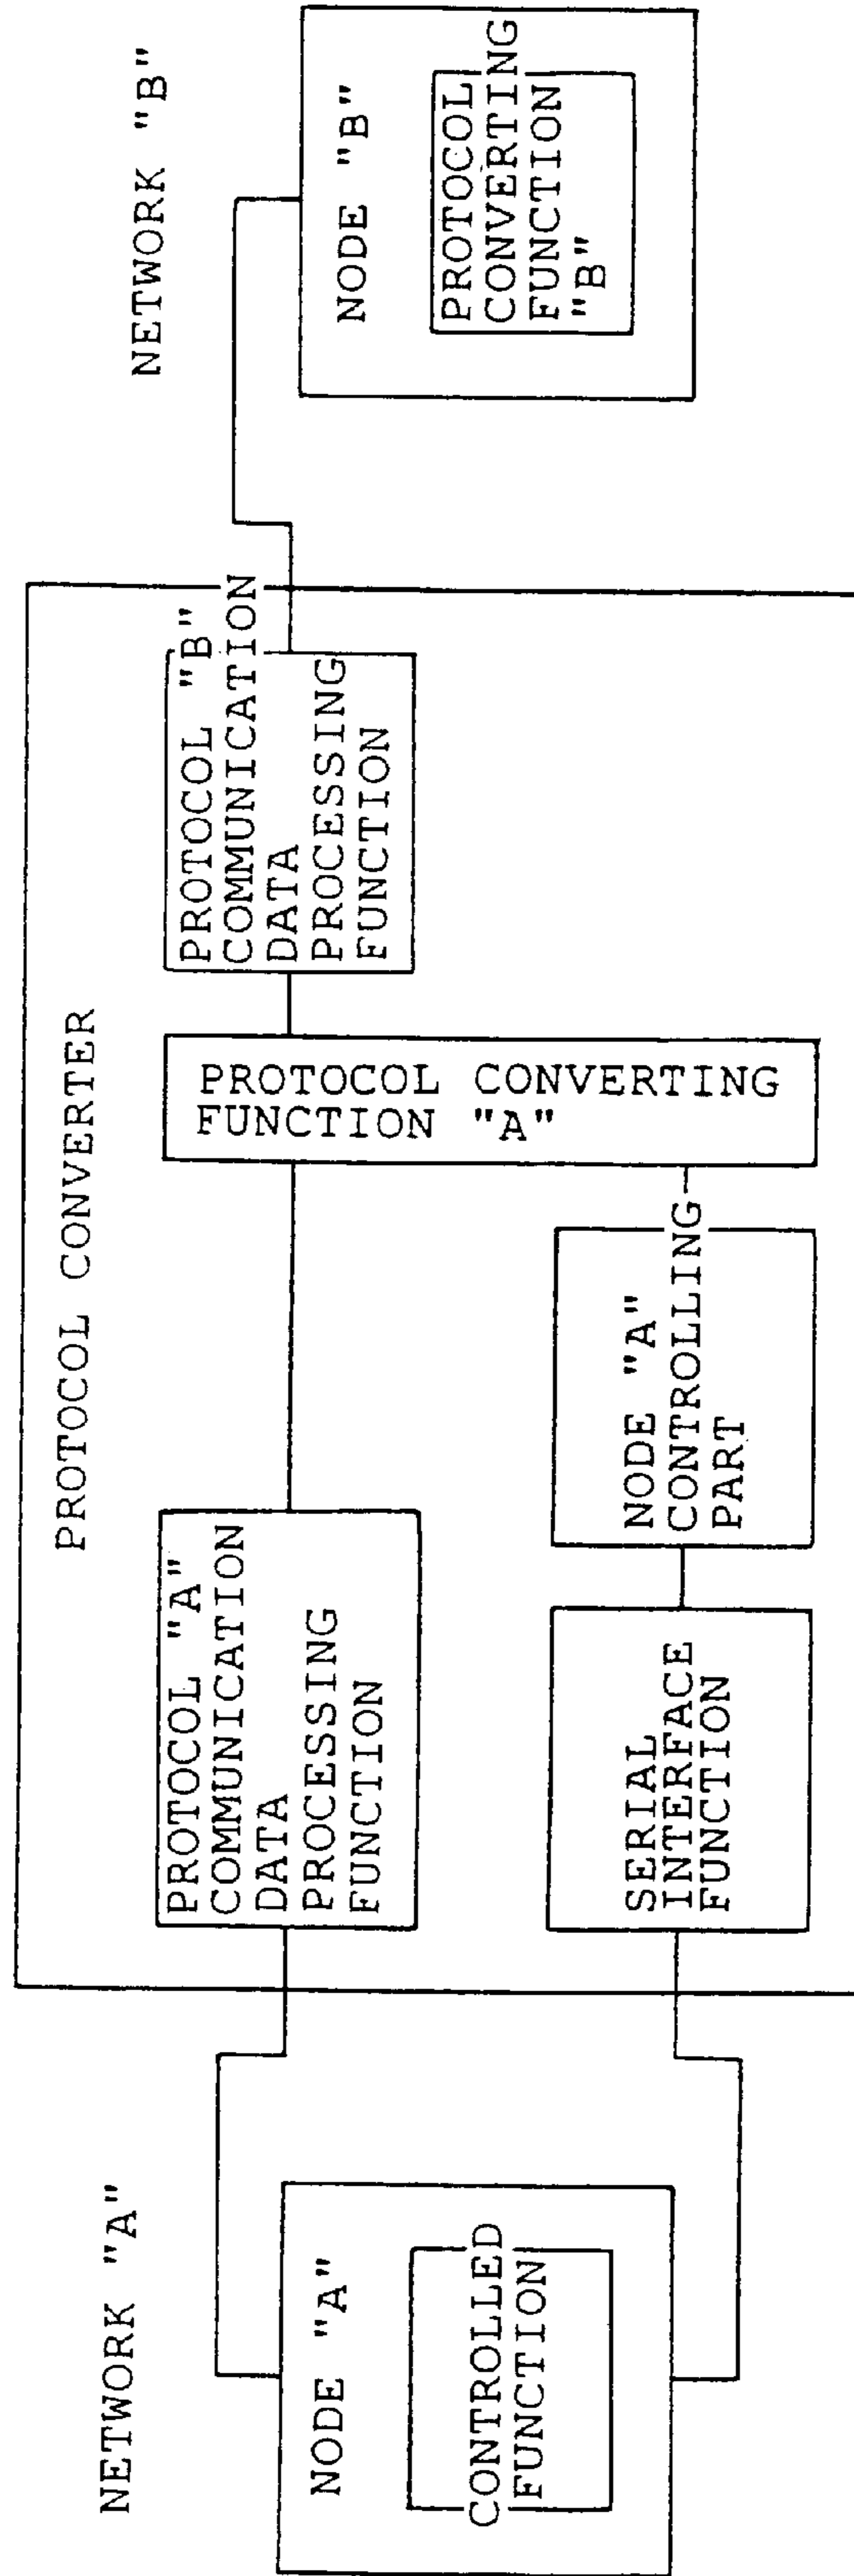 NETWORK "A"
NODE "A"
CONTROLLED
FUNCTION
PROTOCOL CONVERTER
PROTOCOL "A"
COMMUNICATION
DATA
PROCESSING
FUNCTION
SERIAL
INTERFACE
FUNCTION
NODE "A"
CONTROLLING
PART
PROTOCOL CONVERTING
FUNCTION "A"
PROTOCOL "B"
COMMUNICATION
DATA
PROCESSING
FUNCTION
NETWORK "B"
NODE "B"
PROTOCOL
CONVERTING
FUNCTION
"B"